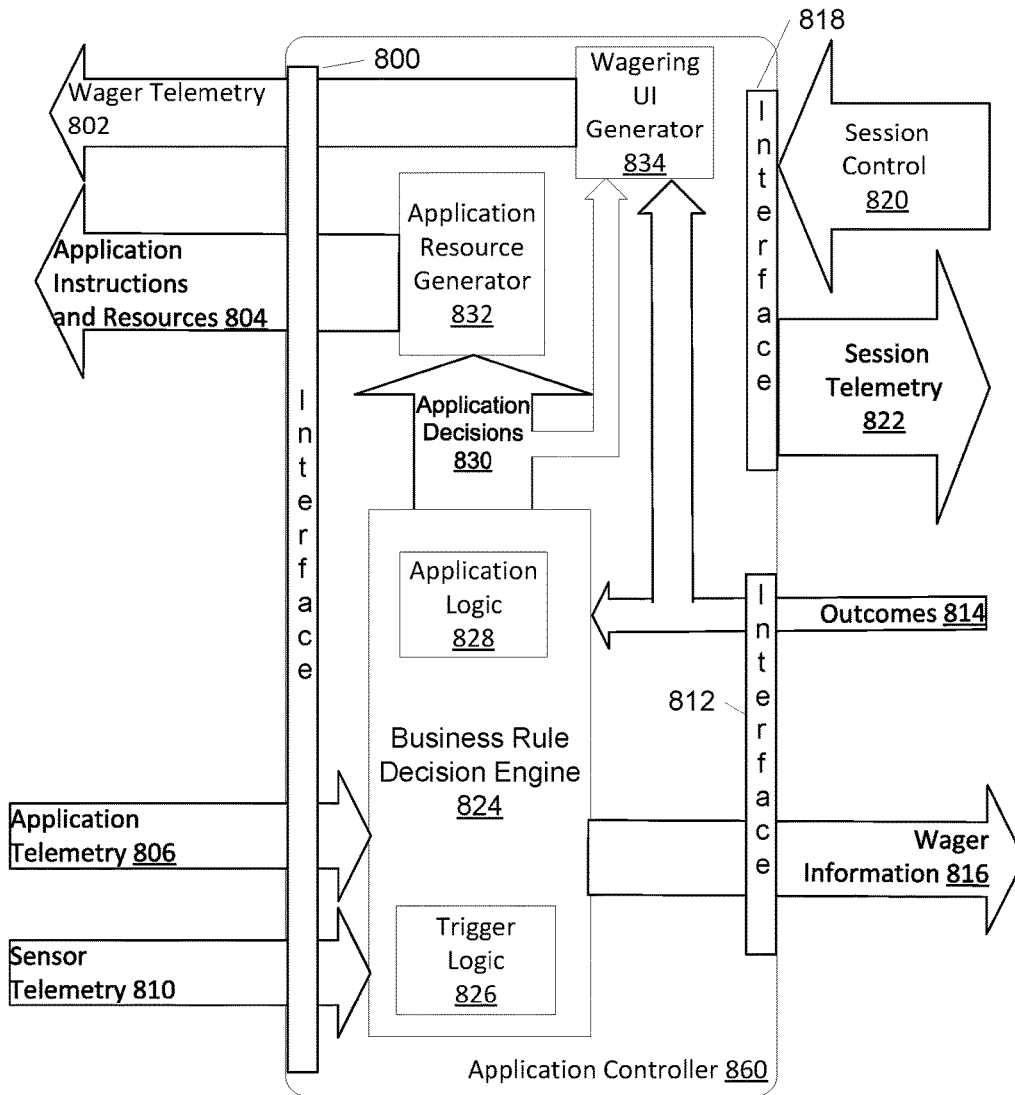 800
818
Wager Telemetry
802
Wagering
UI
Generator
834
Interface
Session
Control
820
Application
Resource
Generator
832
Application
Instructions
and Resources 804
Session
Telemetry
822
Interface
Application
Decisions
830
Application
Logic
828
Interface
Outcomes 814
812
Business Rule
Decision Engine
824
Application
Telemetry 806
Wager
Information 816
Trigger
Logic
826
Sensor
Telemetry 810
Application Controller 860